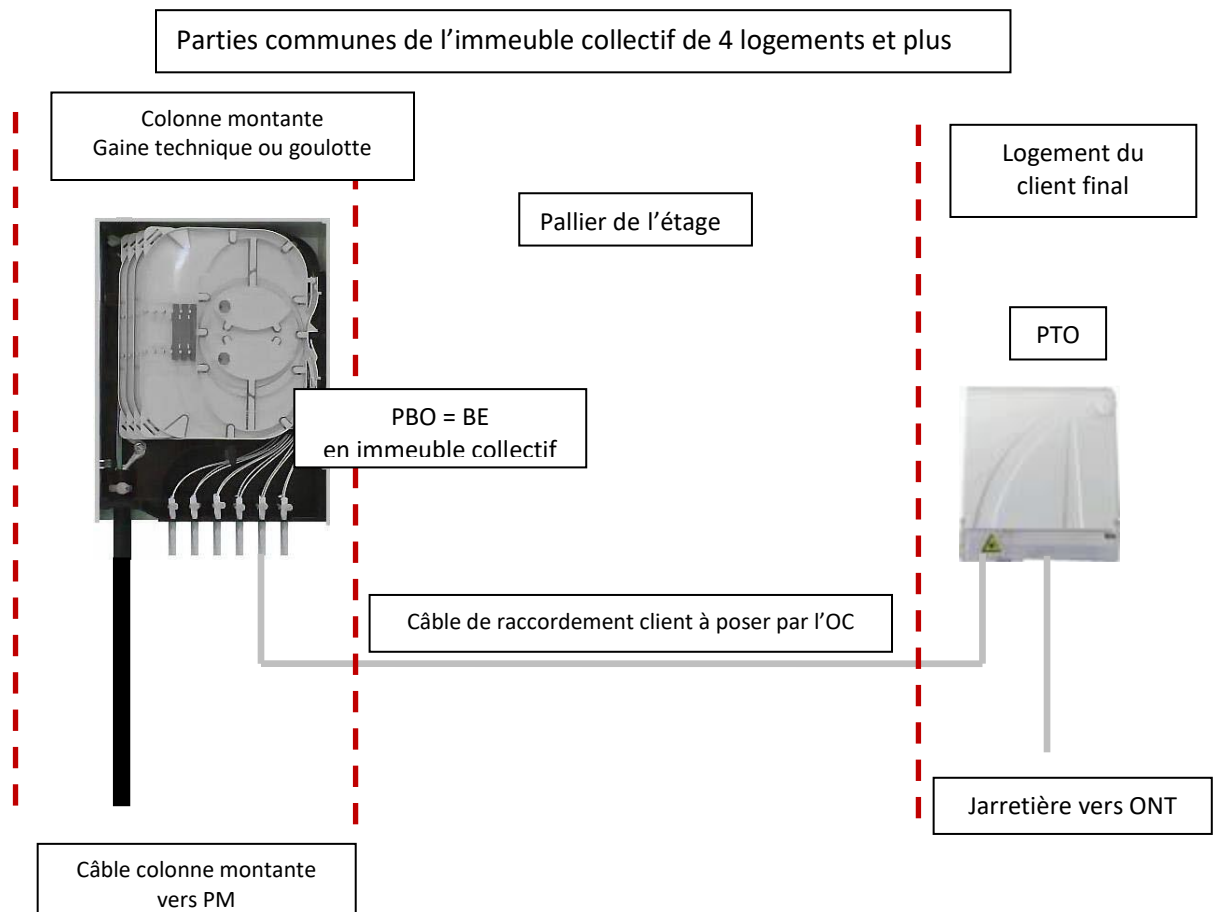 Parties communes de l’immeuble collectif de 4 logements et plus
Colonne montante
Gaine technique ou goulotte
Logement du
client final
Pallier de l’étage
PTO
PBO = BE
en immeuble collectif
Câble de raccordement client à poser par l’OC
Jarretière vers ONT
Câble colonne montante
vers PM